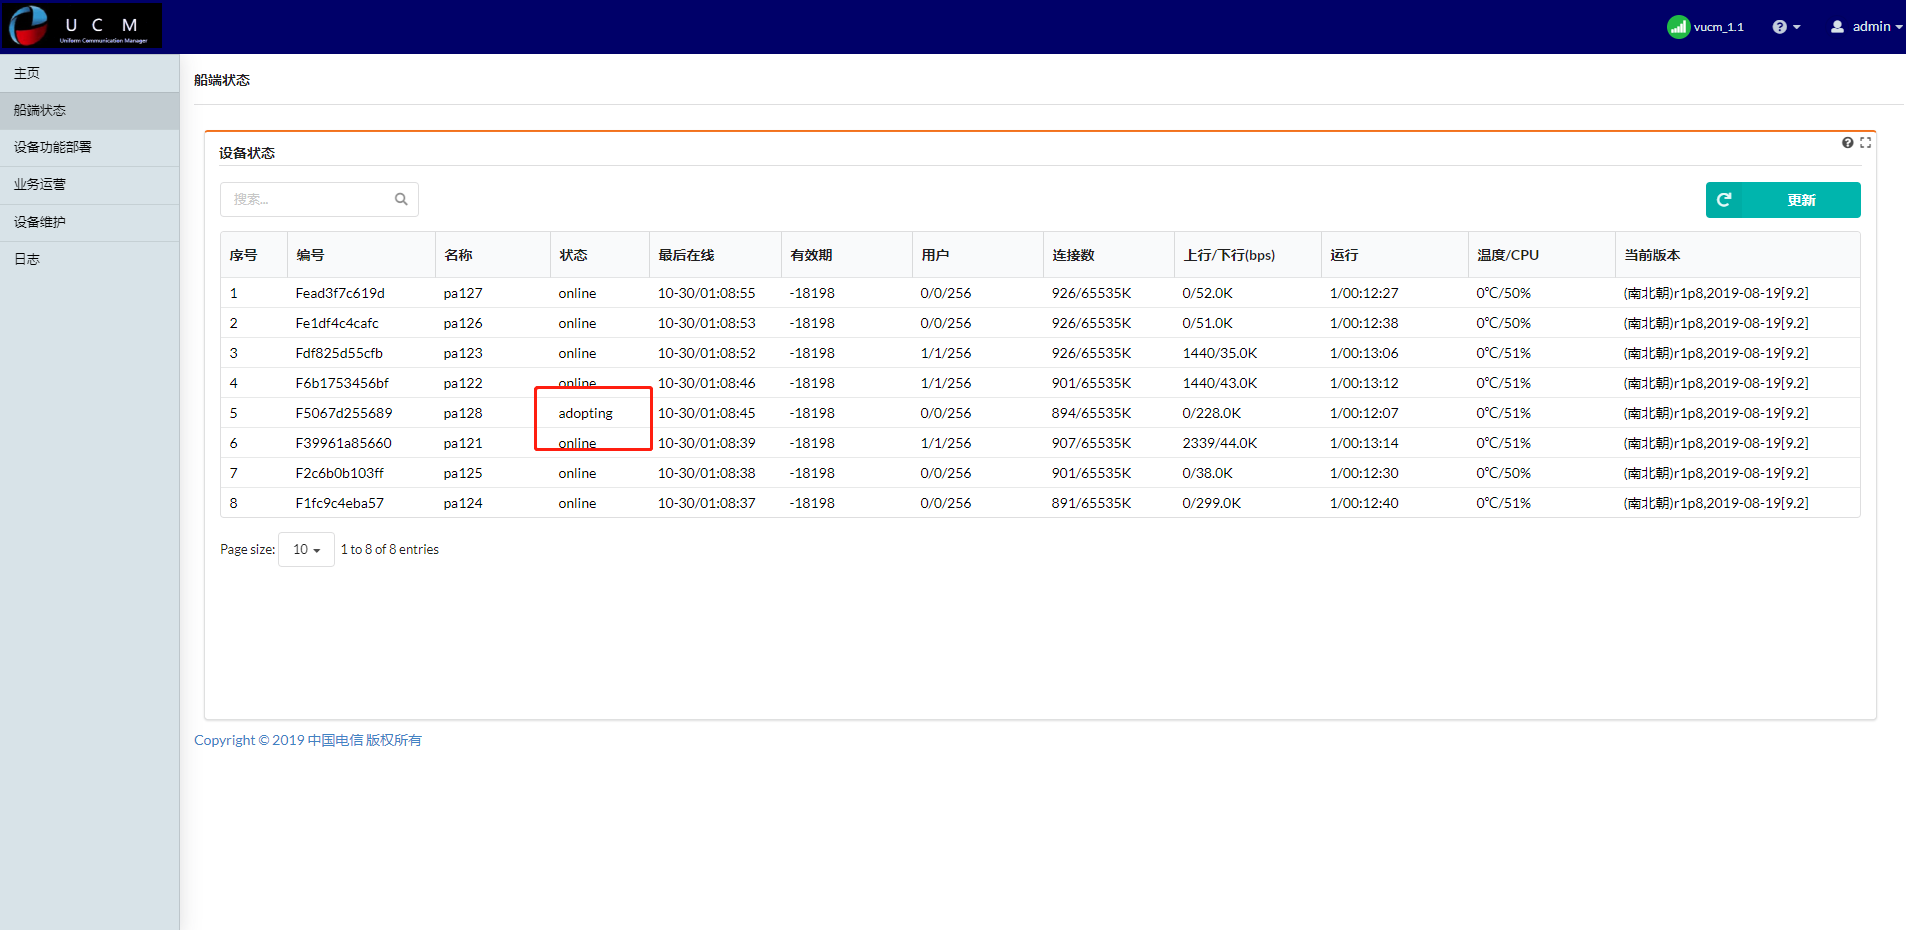 U C M
Uniform Communication Manager
vucm_1.1
admin
主页
船端状态
设备功能部署
业务运营
设备维护
日志
船端状态
设备状态
搜索...
更新
序号 编号 名称 状态 最后在线 有效期 用户 连接数 上行/下行(bps) 运行 温度/CPU 当前版本
1 Fead3f7c619d pa127 online 10-30/01:08:55 -18198 0/0/256 926/65535K 0/52.0K 1/00:12:27 0℃/50% (南北朝)r1p8,2019-08-19[9.2]
2 Fe1df4c4cafc pa126 online 10-30/01:08:53 -18198 0/0/256 926/65535K 0/51.0K 1/00:12:38 0℃/50% (南北朝)r1p8,2019-08-19[9.2]
3 Fdf825d55cfb pa123 online 10-30/01:08:52 -18198 1/1/256 926/65535K 1440/35.0K 1/00:13:06 0℃/51% (南北朝)r1p8,2019-08-19[9.2]
4 F6b1753456bf pa122 online 10-30/01:08:46 -18198 1/1/256 901/65535K 1440/43.0K 1/00:13:12 0℃/51% (南北朝)r1p8,2019-08-19[9.2]
5 F5067d255689 pa128 adopting 10-30/01:08:45 -18198 0/0/256 894/65535K 0/228.0K 1/00:12:07 0℃/51% (南北朝)r1p8,2019-08-19[9.2]
6 F39961a85660 pa121 online 10-30/01:08:39 -18198 1/1/256 907/65535K 2339/44.0K 1/00:13:14 0℃/51% (南北朝)r1p8,2019-08-19[9.2]
7 F2c6b0b103ff pa125 online 10-30/01:08:38 -18198 0/0/256 901/65535K 0/38.0K 1/00:12:30 0℃/50% (南北朝)r1p8,2019-08-19[9.2]
8 F1fc9c4eba57 pa124 online 10-30/01:08:37 -18198 0/0/256 891/65535K 0/299.0K 1/00:12:40 0℃/51% (南北朝)r1p8,2019-08-19[9.2]
Page size: 10 1 to 8 of 8 entries
Copyright © 2019 中国电信 版权所有